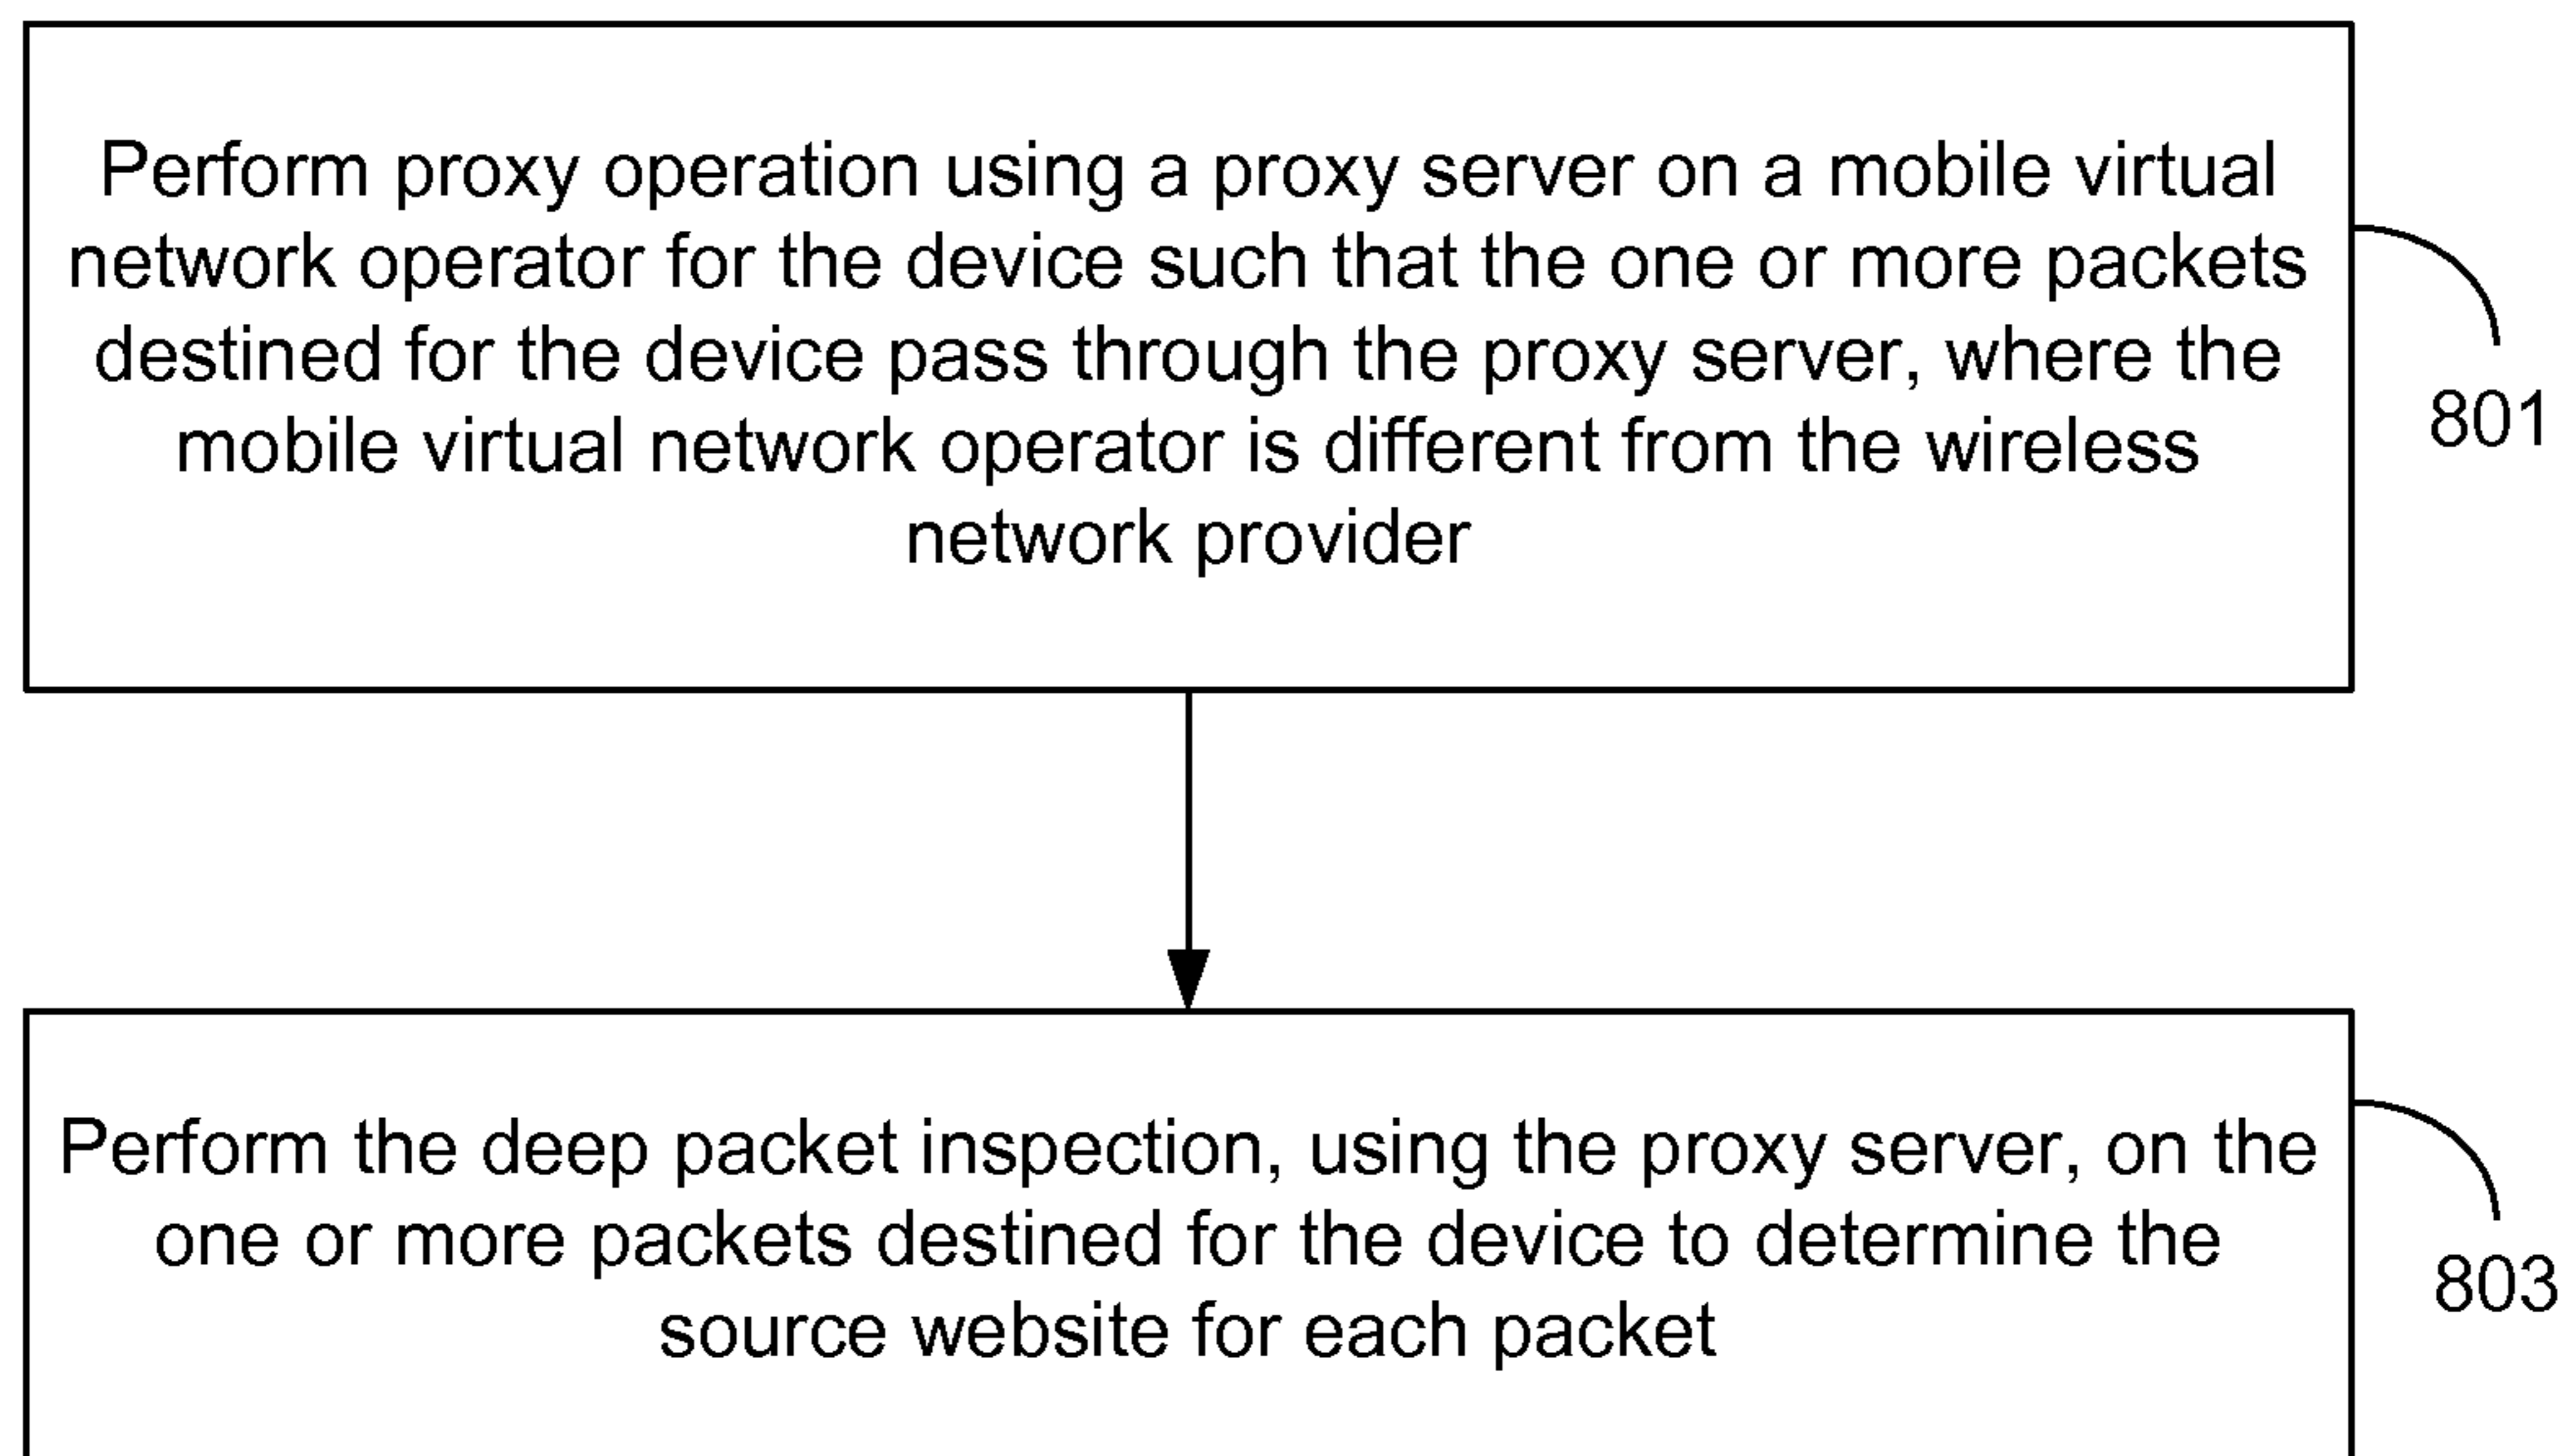 Perform proxy operation using a proxy server on a mobile virtual
network operator for the device such that the one or more packets
destined for the device pass through the proxy server, where the
mobile virtual network operator is different from the wireless
network provider
801
Perform the deep packet inspection, using the proxy server, on the
one or more packets destined for the device to determine the
source website for each packet
803